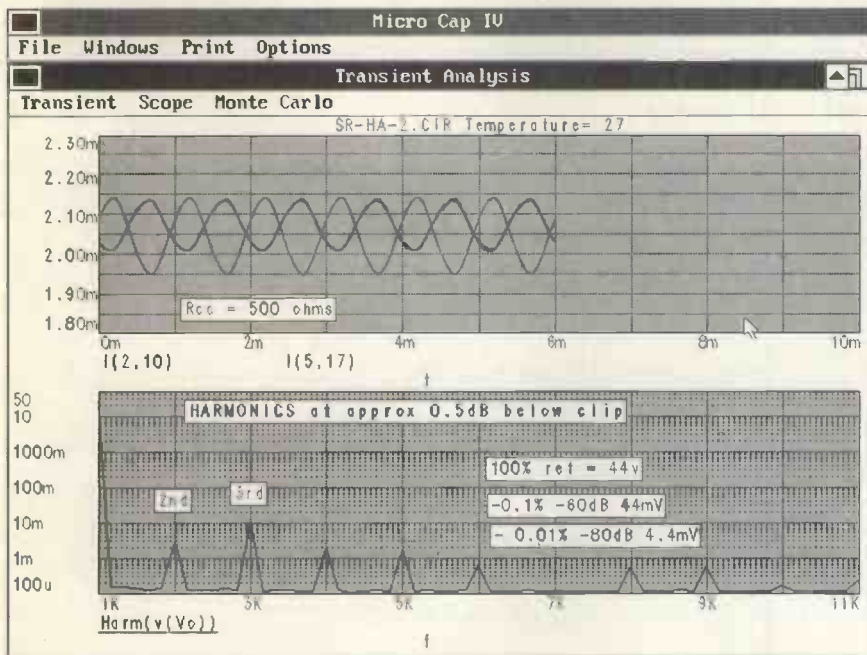 Micro Cap IV
File Windows Print Options
Transient Analysis
Transient Scope Monte Carlo
SR-HA-2.CIR Temperature= 27
2.30m
2.20m
2.10m
2.00m
1.90m
1.80m
Rcc = 500 ohms
0m 2m 4m 6m 8m 10m
I(2,10) I(5,17)
t
50
10
1000m
100m
10m
1m
100u
HARMONICS at approx 0.5dB below clip
2nd
3rd
100% ref = 44v
-0.1% -60dB 44mV
- 0.01% -80dB 4.4mV
1K 3K 5K 7K 9K 11K
Harm(v(Vo))
f